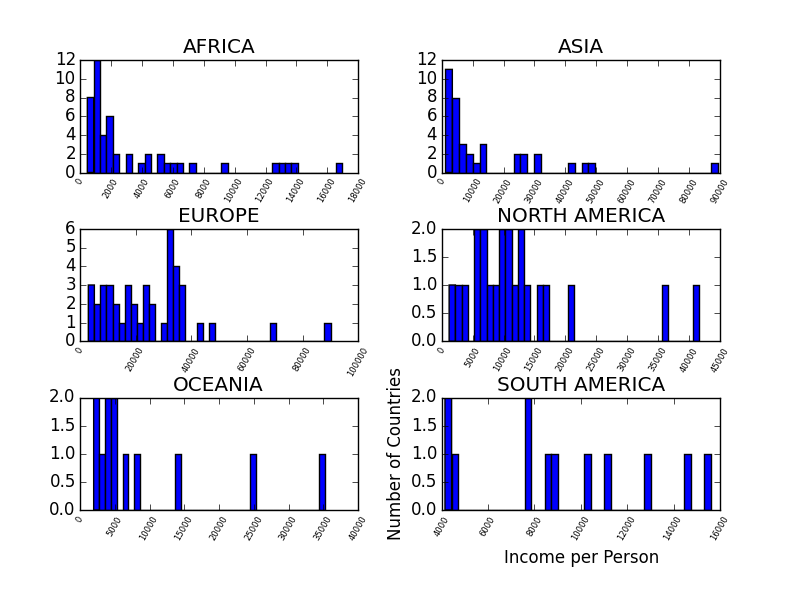 AFRICA
12
10
8
6
4
2
0
0 2000 4000 6000 8000 10000 12000 14000 16000 18000
ASIA
12
10
8
6
4
2
0
0 10000 20000 30000 40000 50000 60000 70000 80000 90000
EUROPE
6
5
4
3
2
1
0
20000 40000 60000 80000 100000
NORTH AMERICA
2.0
1.5
1.0
0.5
0.0
0 5000 10000 15000 20000 25000 30000 35000 40000 45000
OCEANIA
2.0
1.5
1.0
0.5
0.0
0 5000 10000 15000 20000 25000 30000 35000 40000
SOUTH AMERICA
Number of Countries
2.0
1.5
1.0
0.5
0.0
4000 6000 8000 10000 12000 14000 16000
Income per Person